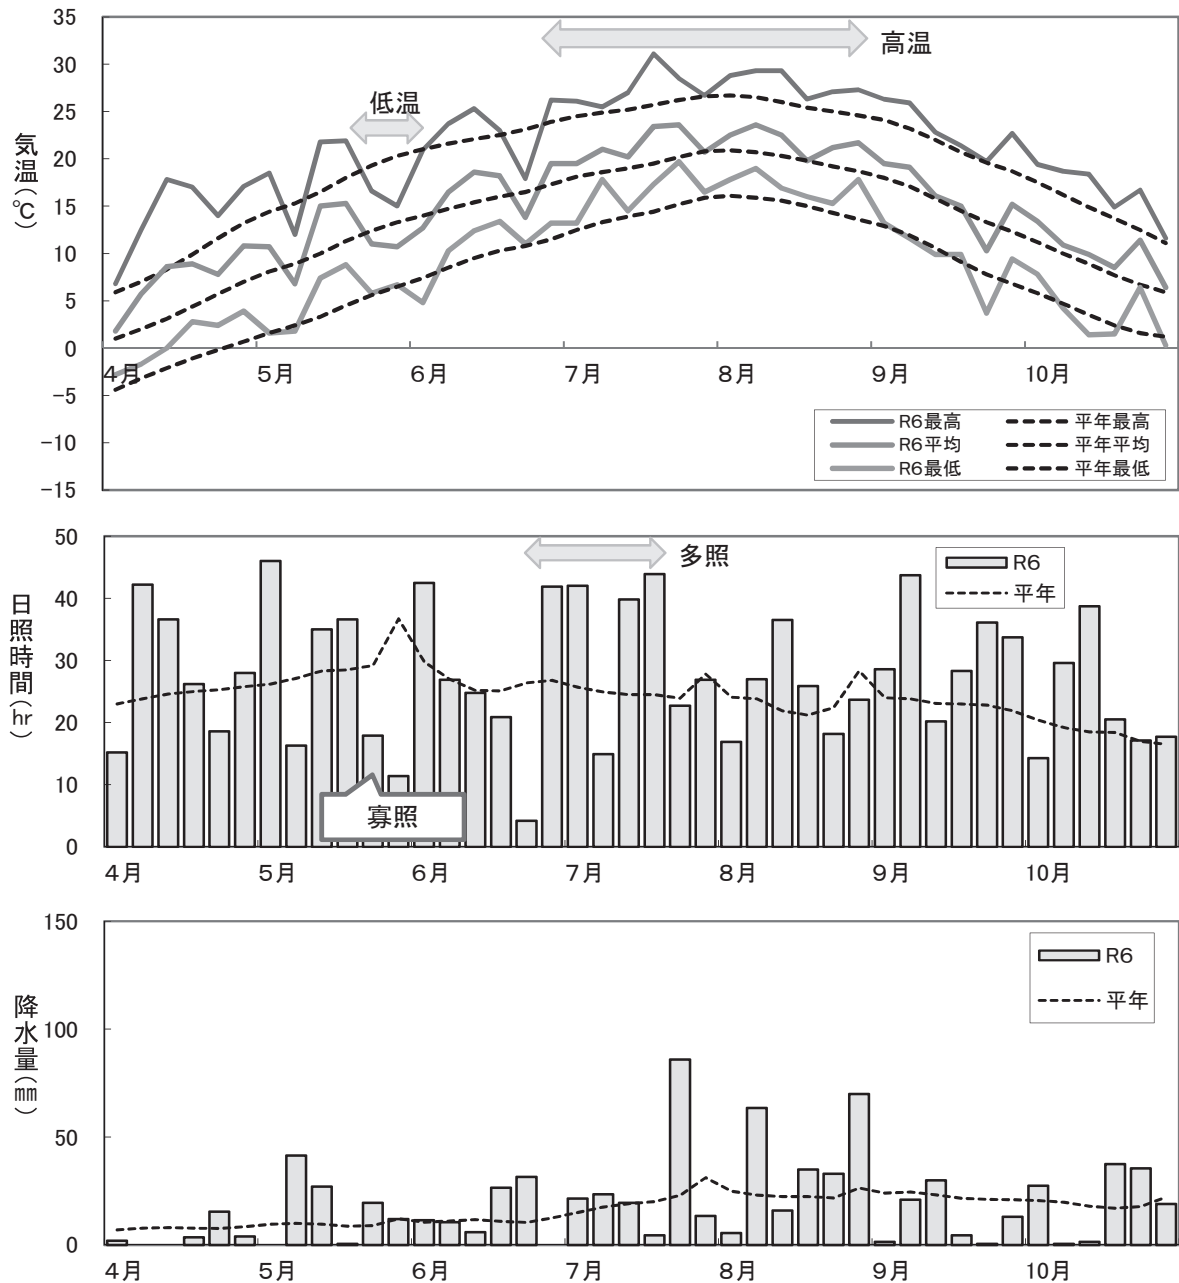 35
30
25
20
15
10
5
0
−5
−10
−15
気温(℃)
高温
低温
4月 5月 6月 7月 8月 9月 10月
R6最高 平年最高
R6平均 平年平均
R6最低 平年最低
50
40
30
20
10
0
日照時間(hr)
多照
R6
平年
寡照
4月 5月 6月 7月 8月 9月 10月
150
100
50
0
降水量(㎜)
R6
平年
4月 5月 6月 7月 8月 9月 10月